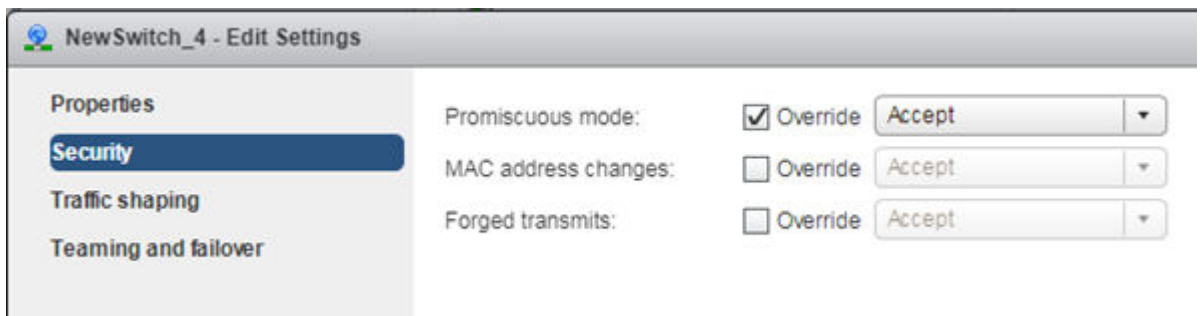 NewSwitch_4 - Edit Settings
Properties
Security
Traffic shaping
Teaming and failover
Promiscuous mode: Override Accept
MAC address changes: Override Accept
Forged transmits: Override Accept